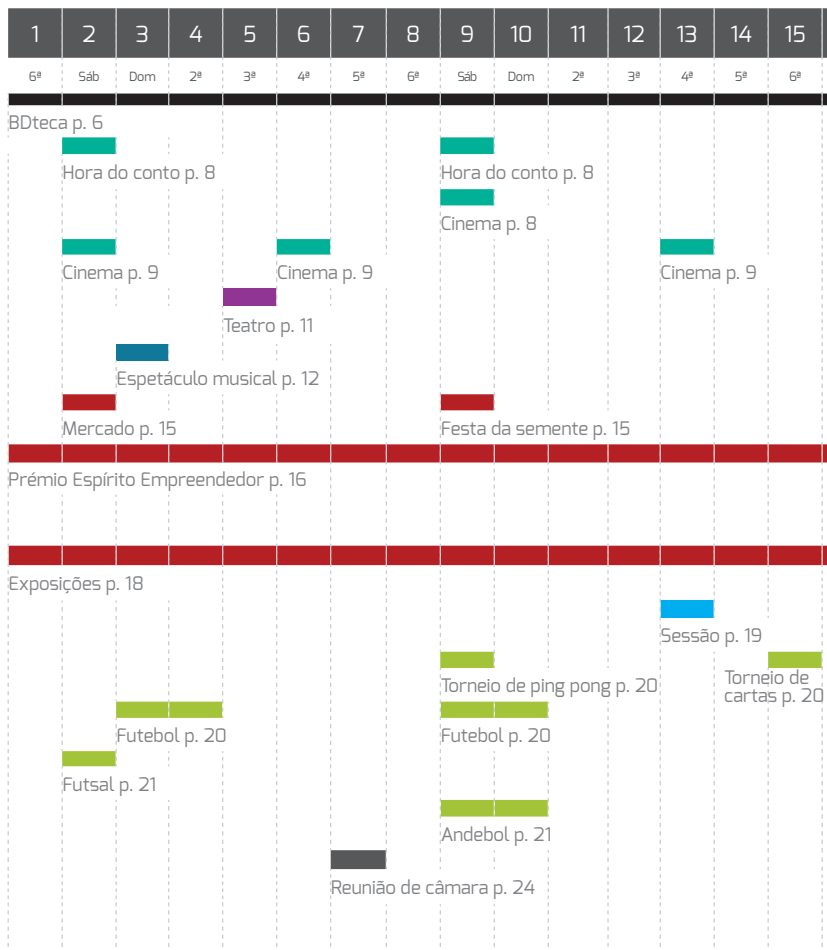 1 2 3 4 5 6 7 8 9 10 11 12 13 14 15
6ª Sáb Dom 2ª 3ª 4ª 5ª 6ª Sáb Dom 2ª 3ª 4ª 5ª 6ª
BDteca p. 6
Hora do conto p. 8 Hora do conto p. 8
Cinema p. 8
Cinema p. 9 Cinema p. 9 Cinema p. 9
Teatro p. 11
Espetáculo musical p. 12
Mercado p. 15 Festa da semente p. 15
Prémio Espírito Empreendedor p. 16
Exposições p. 18
Sessão p. 19
Torneio de ping pong p. 20
Torneio de
cartas p. 20
Futebol p. 20 Futebol p. 20
Futsal p. 21
Andebol p. 21
Reunião de câmara p. 24